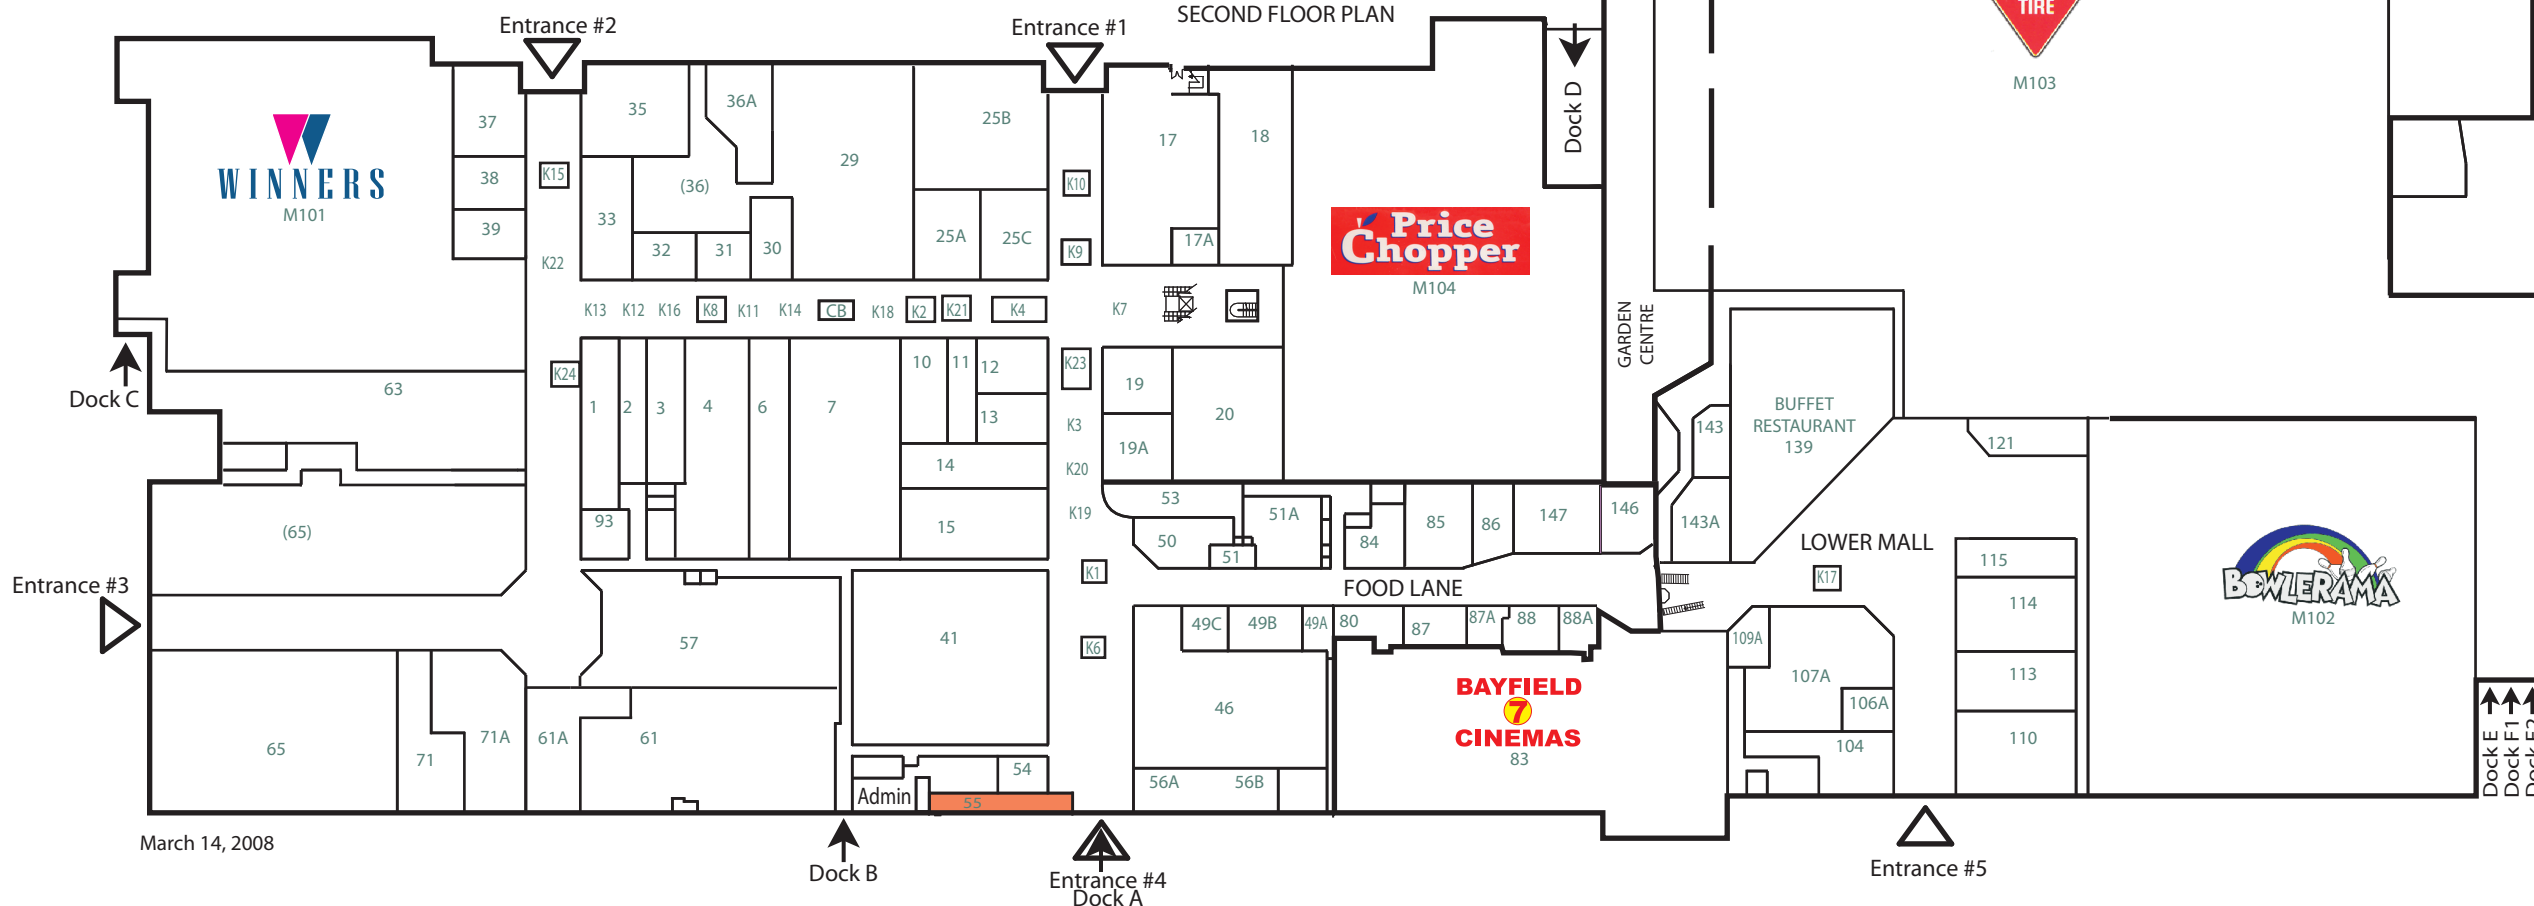 SECOND FLOOR PLAN
Entrance #2
Entrance #1
TIRE
M103
Dock D
WINNERS
M101
37
38
39
K15
K22
35
36A
(36)
33
32
31
30
29
25B
25A
25C
K10
K9
17
17A
18
Price
Chopper
M104
GARDEN
CENTRE
K13
K12
K16
K8
K11
K14
CB
K18
K2
K21
K4
K7
Dock C
63
K24
1
2
3
4
6
7
10
11
12
13
14
15
93
K23
K3
K20
K19
19
19A
20
53
50
51A
51
84
85
86
147
146
143
143A
BUFFET
RESTAURANT
139
121
LOWER MALL
K17
115
114
113
110
BOWLERAMA
M102
(65)
Entrance #3
K1
K6
FOOD LANE
57
41
49C
49B
49A
80
87
87A
88
88A
109A
107A
106A
104
65
71
71A
61A
61
46
BAYFIELD
7
CINEMAS
83
54
55
Admin
56A
56B
Dock E
Dock F1
Dock F2
March 14, 2008
Dock B
Entrance #4
Dock A
Entrance #5